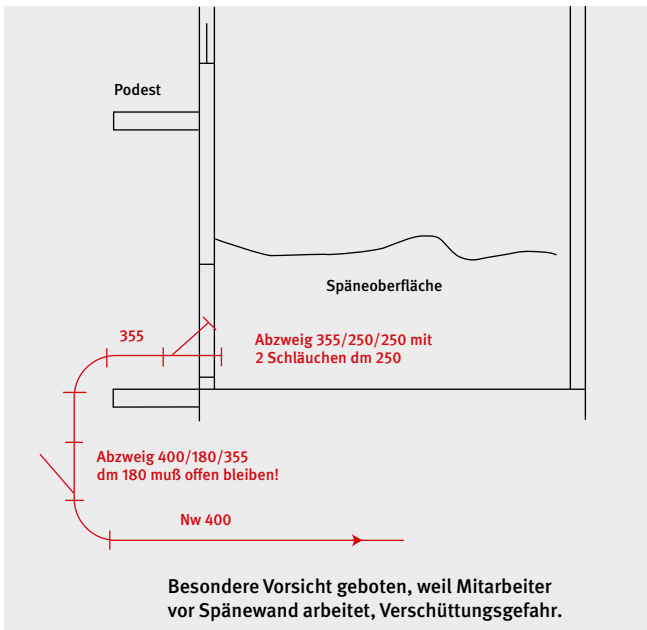 Podest
Späneoberfläche
355
Abzweig 355/250/250 mit
2 Schläuchen dm 250
Abzweig 400/180/355
dm 180 muß offen bleiben!
Nw 400
Besondere Vorsicht geboten, weil Mitarbeiter
vor Spänewand arbeitet, Verschüttungsgefahr.